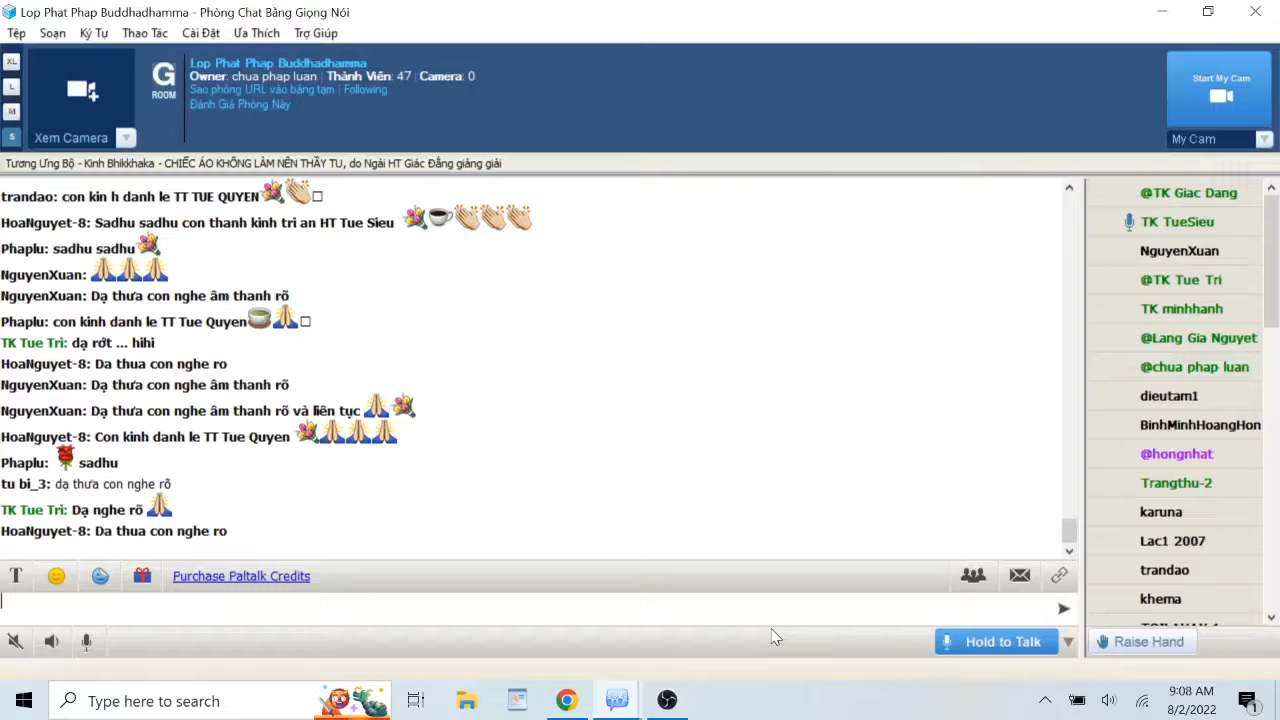 Lop Phat Phap Buddhadhamma - Phòng Chat Bằng Giọng Nói
Tệp Soạn Ký Tự Thao Tác Cài Đặt Ưa Thích Trợ Giúp
XL
L
M
S
Xem Camera
G
ROOM
Lop Phat Phap Buddhadhamma
Owner: chua phap luan | Thành Viên: 47 | Camera: 0
Sao phòng URL vào bảng tạm | Following
Đánh Giá Phòng Này
Start My Cam
My Cam
Tương Ưng Bộ - Kinh Bhikkhaka - CHIẾC ÁO KHÔNG LÀM NÊN THẦY TU, do Ngài HT Giác Đẳng giảng giải
trandao: con kin h danh le TT TUE QUYEN
HoaNguyet-8: Sadhu sadhu con thanh kinh tri an HT Tue Sieu
Phaplu: sadhu sadhu
NguyenXuan:
NguyenXuan: Dạ thưa con nghe âm thanh rõ
Phaplu: con kinh danh le TT Tue Quyen
TK Tue Tri: dạ rớt ... hihi
HoaNguyet-8: Da thua con nghe ro
NguyenXuan: Dạ thưa con nghe âm thanh rõ
NguyenXuan: Dạ thưa con nghe âm thanh rõ và liên tục
HoaNguyet-8: Con kinh danh le TT Tue Quyen
Phaplu: sadhu
tu bi_3: dạ thưa con nghe rõ
TK Tue Tri: Dạ nghe rõ
HoaNguyet-8: Da thua con nghe ro
@TK Giac Dang
TK TueSieu
NguyenXuan
@TK Tue Tri
TK minhhanh
@Lang Gia Nguyet
@chua phap luan
dieutam1
BinhMinhHoangHon
@hongnhat
Trangthu-2
karuna
Lac1 2007
trandao
khema
T Purchase Paltalk Credits
Hold to Talk
Raise Hand
Type here to search
9:08 AM
8/2/2022
1